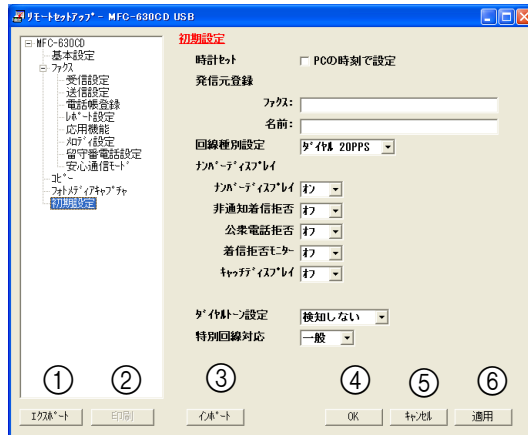 ﾘﾓｰﾄｾｯﾄｱｯﾌﾟ - MFC-630CD USB
MFC-630CD
基本設定
ﾌｧｸｽ
受信設定
送信設定
電話帳登録
ﾚﾎﾟｰﾄ設定
応用機能
ﾒﾛﾃﾞｨ設定
留守番電話設定
安心通信ﾓｰﾄﾞ
ｺﾋﾟｰ
ﾌｫﾄﾒﾃﾞｨｱｷｬﾌﾟﾁｬ
初期設定
初期設定
時計ｾｯﾄ PCの時刻で設定
発信元登録
ﾌｧｸｽ:
名前:
回線種別設定 ﾀﾞｲﾔﾙ 20PPS
ﾅﾝﾊﾞｰﾃﾞｨｽﾌﾟﾚｲ
ﾅﾝﾊﾞｰﾃﾞｨｽﾌﾟﾚｲ ｵﾝ
非通知着信拒否 ｵﾌ
公衆電話拒否 ｵﾌ
着信拒否ﾓﾆﾀｰ ｵﾌ
ｷｬｯﾁﾃﾞｨｽﾌﾟﾚｲ ｵﾌ
ﾀﾞｲﾔﾙﾄｰﾝ設定 検知しない
特別回線対応 一般
① ② ③ ④ ⑤ ⑥
ｴｸｽﾎﾟｰﾄ 印刷 ｲﾝﾎﾟｰﾄ OK ｷｬﾝｾﾙ 適用